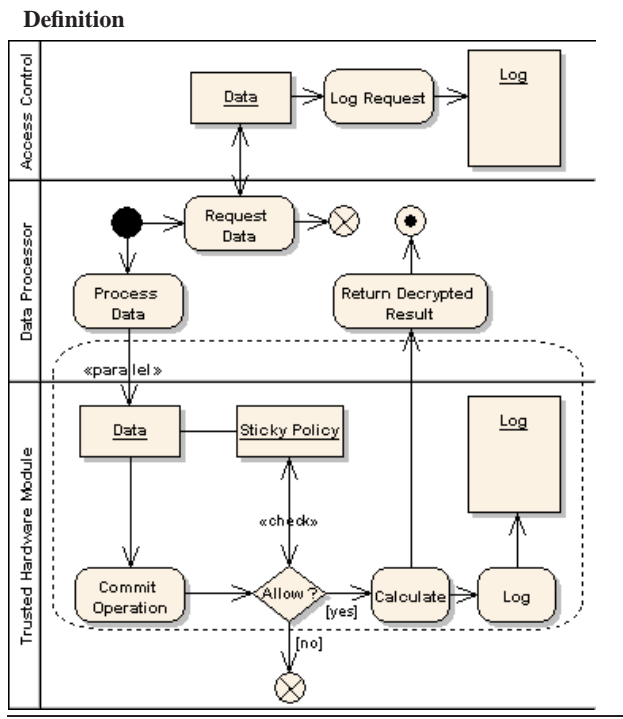 Definition
Access Control
Data
Log Request
Log
Data Processor
Request
Data
Process
Data
Return Decrypted
Result
«parallel»
Trusted Hardware Module
Data
Sticky Policy
Log
«check»
Commit
Operation
Allow ?
[yes]
Calculate
Log
[no]